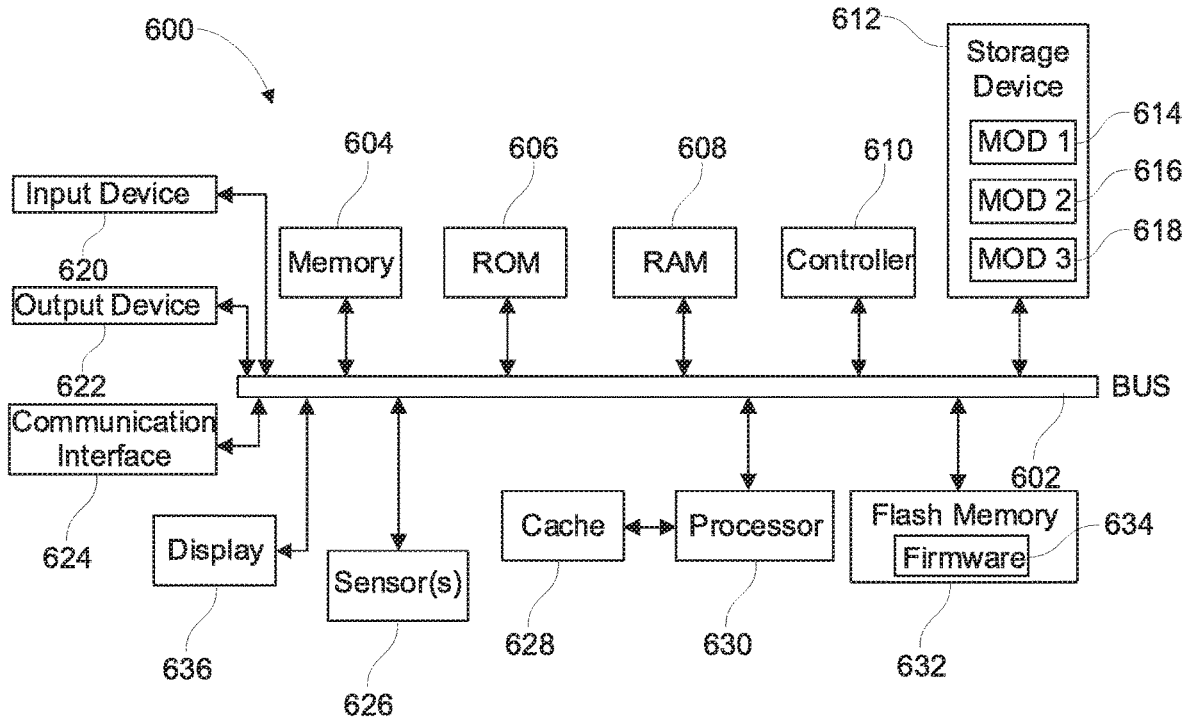 600
612
Storage
Device
614
MOD 1
616
MOD 2
618
MOD 3
604
606
608
610
Input Device
620
Memory
ROM
RAM
Controller
Output Device
622
BUS
Communication
Interface
624
602
Display
636
Sensor(s)
626
Cache
628
Processor
630
Flash Memory
634
Firmware
632